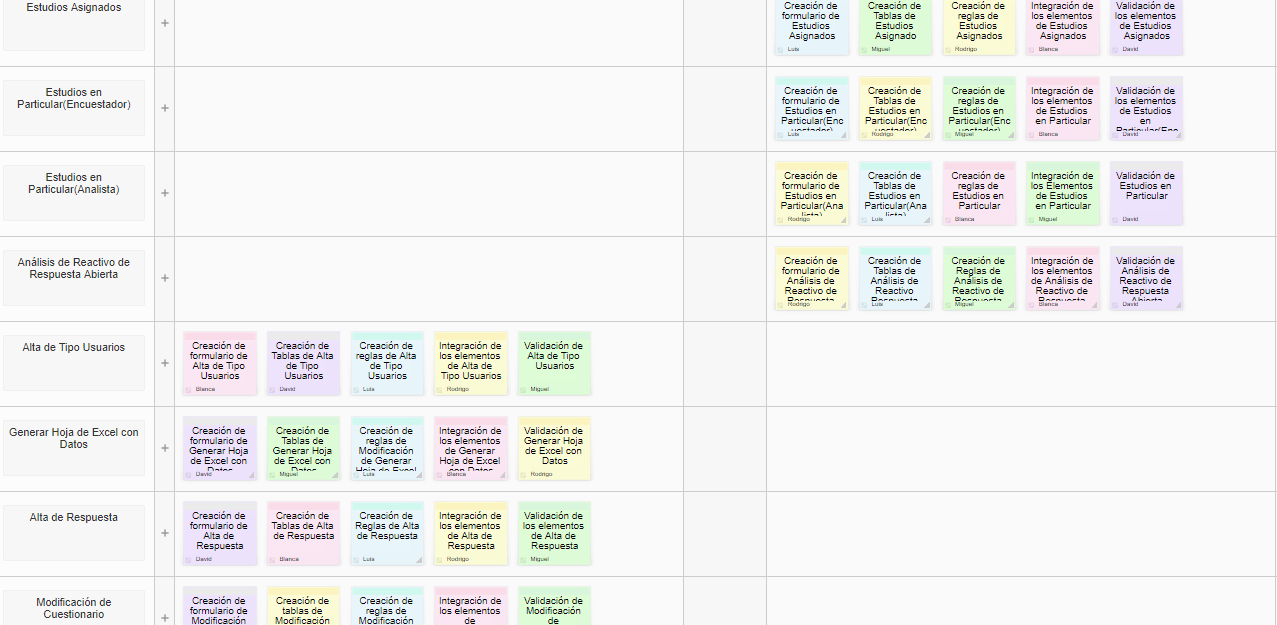 Estudios Asignados
Creación de
formulario de
Estudios
Asignados
Luis
Creación de
Tablas de
Estudios
Asignado
Miguel
Creación de
reglas de
Estudios
Asignados
Rodrigo
Integración de
los elementos
de Estudios
Asignados
Blanca
Validación de
los elementos
de Estudios
Asignados
David
Estudios en
Particular(Encuestador)
+
Creación de
formulario de
Estudios en
Particular(Enc
uestador)
Luis
Creación de
Tablas de
Estudios en
Particular(Enc
uestador)
Rodrigo
Creación de
reglas de
Estudios en
Particular(Enc
uestador)
Miguel
Integración de
los elementos
de Estudios
en Particular
Blanca
Validación de
los elementos
de Estudios
en
Particular(Enc
David
Estudios en
Particular(Analista)
+
Creación de
formulario de
Estudios en
Particular(Ana
lista)
Rodrigo
Creación de
Tablas de
Estudios en
Particular(Ana
lista)
Luis
Creación de
reglas de
Estudios en
Particular
Blanca
Integración de
los Elementos
de Estudios
en Particular
Miguel
Validación de
Estudios en
Particular
David
Análisis de Reactivo de
Respuesta Abierta
+
Creación de
formulario de
Análisis de
Reactivo de
Respuesta
Rodrigo
Creación de
Tablas de
Análisis de
Reactivo
Respuesta
Luis
Creación de
Reglas de
Análisis de
Reactivo de
Respuesta
Miguel
Integración de
los elementos
de Análisis de
Reactivo de
Respuesta
Blanca
Validación de
Análisis de
Reactivo de
Respuesta
Abierta
David
Alta de Tipo Usuarios
+
Creación de
formulario de
Alta de Tipo
Usuarios
Blanca
Creación de
Tablas de Alta
de Tipo
Usuarios
David
Creación de
reglas de Alta
de Tipo
Usuarios
Luis
Integración de
los elementos
de Alta de
Tipo Usuarios
Rodrigo
Validación de
Alta de Tipo
Usuarios
Miguel
Generar Hoja de Excel con
Datos
+
Creación de
formulario de
Generar Hoja
de Excel con
Datos
David
Creación de
Tablas de
Generar Hoja
de Excel con
Datos
Miguel
Creación de
reglas de
Modificación
de Generar
Hoja de Excel
Luis
Integración de
los elementos
de Generar
Hoja de Excel
con Datos
Blanca
Validación de
Generar Hoja
de Excel con
Datos
Rodrigo
Alta de Respuesta
+
Creación de
formulario de
Alta de
Respuesta
David
Creación de
Tablas de Alta
de Respuesta
Blanca
Creación de
Reglas de Alta
de Respuesta
Luis
Integración de
los elementos
de Alta de
Respuesta
Rodrigo
Validación de
los elementos
de Alta de
Respuesta
Miguel
Modificación de
Cuestionario
+
Creación de
formulario de
Modificación
Creación de
tablas de
Modificación
Creación de
reglas de
Modificación
Integración de
los elementos
de
Validación de
Modificación
de